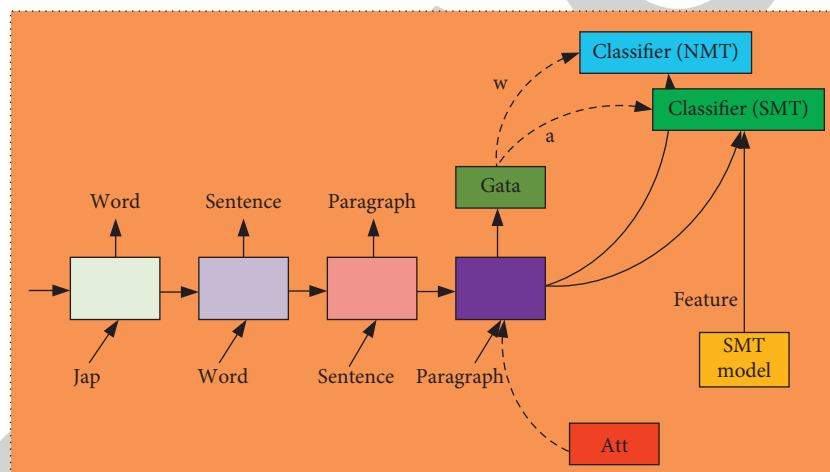 Classifier (NMT)
w
Classifier (SMT)
a
Gata
Word
Sentence
Paragraph
Feature
SMT
model
Jap
Word
Sentence
Paragraph
Att